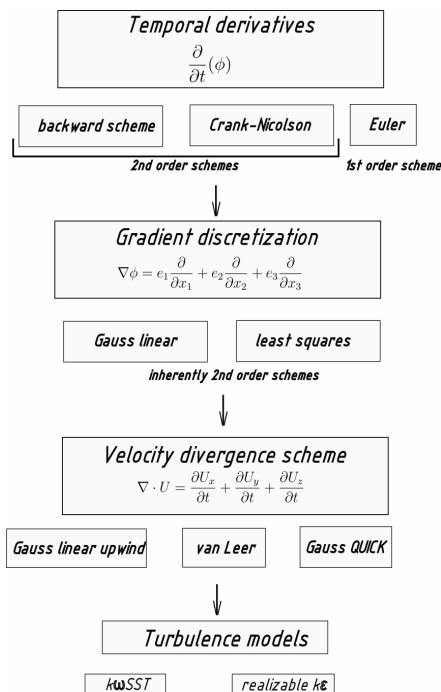 Temporal derivatives
∂/∂t (ϕ)
backward scheme
Crank-Nicolson
Euler
2nd order schemes
1st order scheme
Gradient discretization
∇ϕ = e₁ ∂/∂x₁ + e₂ ∂/∂x₂ + e₃ ∂/∂x₃
Gauss linear
least squares
inherently 2nd order schemes
Velocity divergence scheme
∇ · U = ∂Uₓ/∂t + ∂U_y/∂t + ∂U_z/∂t
Gauss linear upwind
van Leer
Gauss QUICK
Turbulence models
kωSST
realizable kε